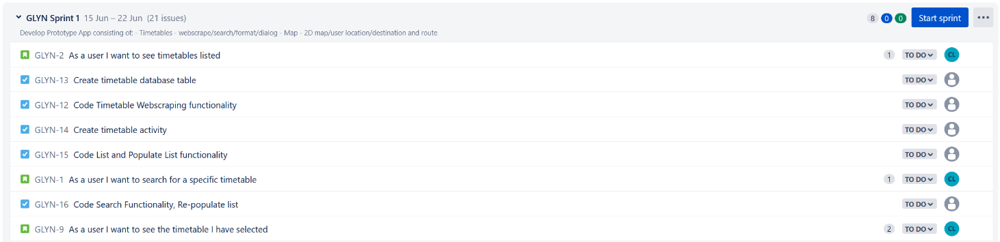 GLYN Sprint 1 15 Jun – 22 Jun (21 issues) 8 0 0 Start sprint
Develop Prototype App consisting of; - Timetables - webscrape/search/format/dialog - Map - 2D map/user location/destination and route
GLYN-2 As a user I want to see timetables listed 1 TO DO CL
GLYN-13 Create timetable database table TO DO
GLYN-12 Code Timetable Webscraping functionality TO DO
GLYN-14 Create timetable activity TO DO
GLYN-15 Code List and Populate List functionality TO DO
GLYN-1 As a user I want to search for a specific timetable 1 TO DO CL
GLYN-16 Code Search Functionality, Re-populate list TO DO
GLYN-9 As a user I want to see the timetable I have selected 2 TO DO CL